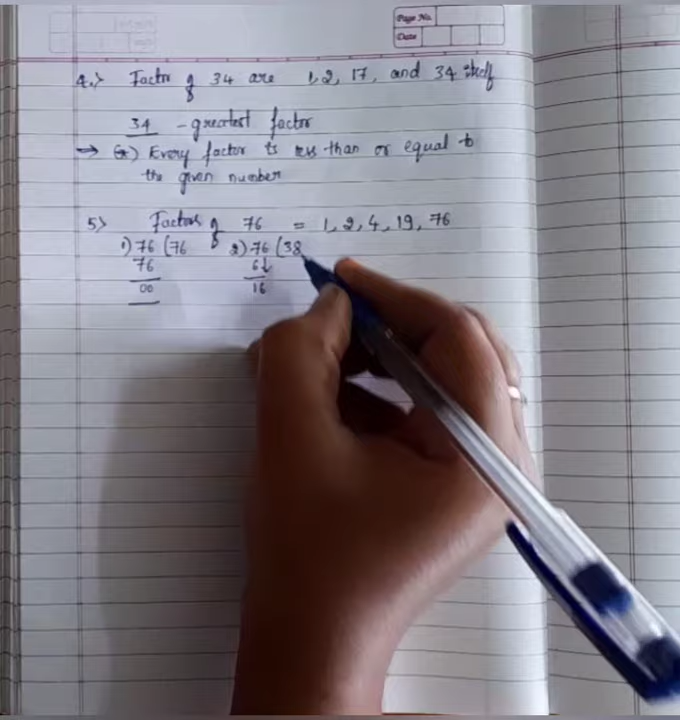 Page No.
Date
4.> Factor of 34 are 1,2, 17, and 34 itself
34 - greatest factor
→ (*) Every factor is less than or equal to
the given number
5> Factors of 76 = 1, 2, 4, 19, 76
1) 76 (76 2) 76 (38
76 6↓
00 16